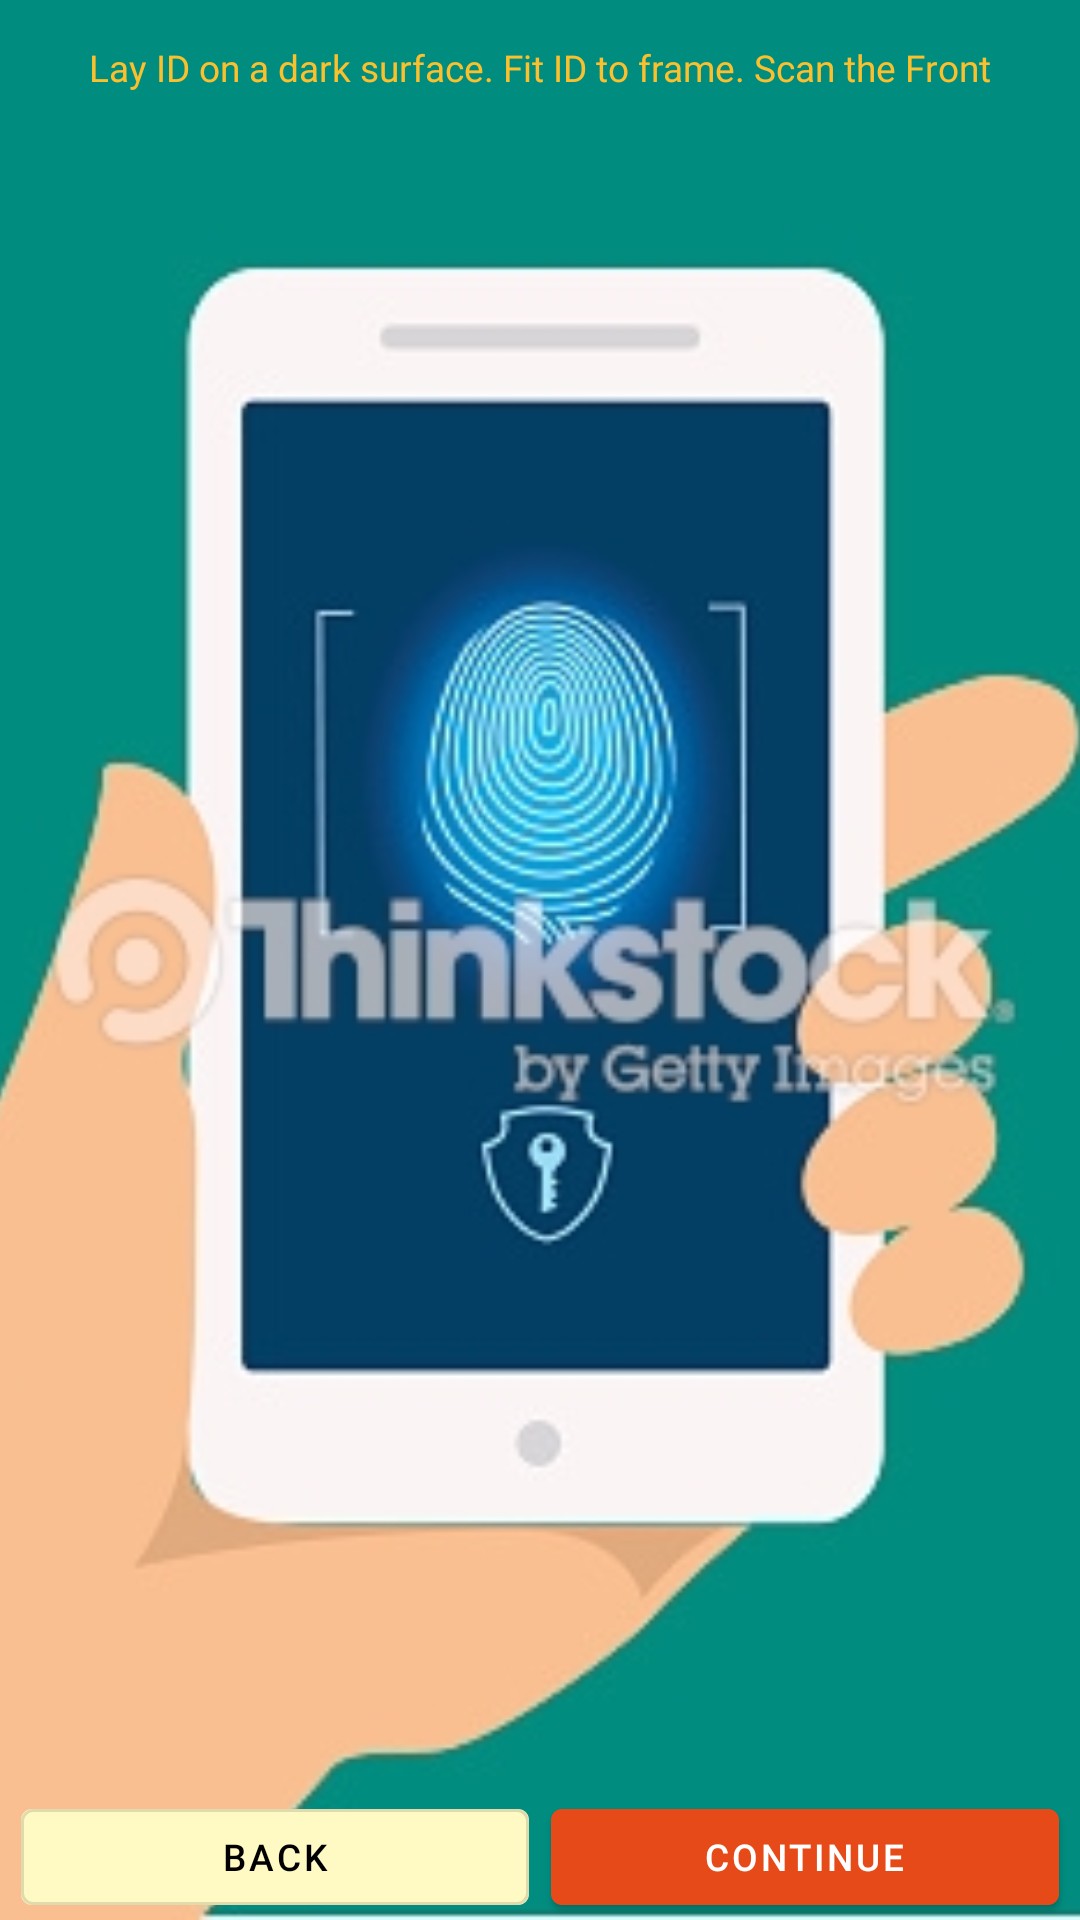 Lay ID on a dark surface. Fit ID to frame. Scan the Front
Thinkstock®
by Getty Images
BACK
CONTINUE